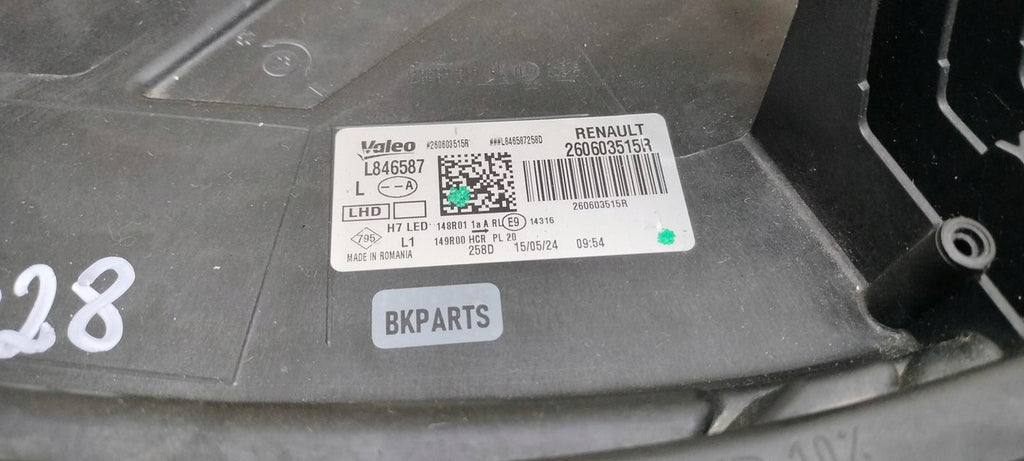 Valeo #260603515R ###L846587258D RENAULT
L846587 260603515R
L --A
260603515R
LHD
H7 LED 148R01 1a A RL E9 14316
795 L1 149R00 HCR PL 20
MADE IN ROMANIA 258D 15/05/24 09:54
BKPARTS
28